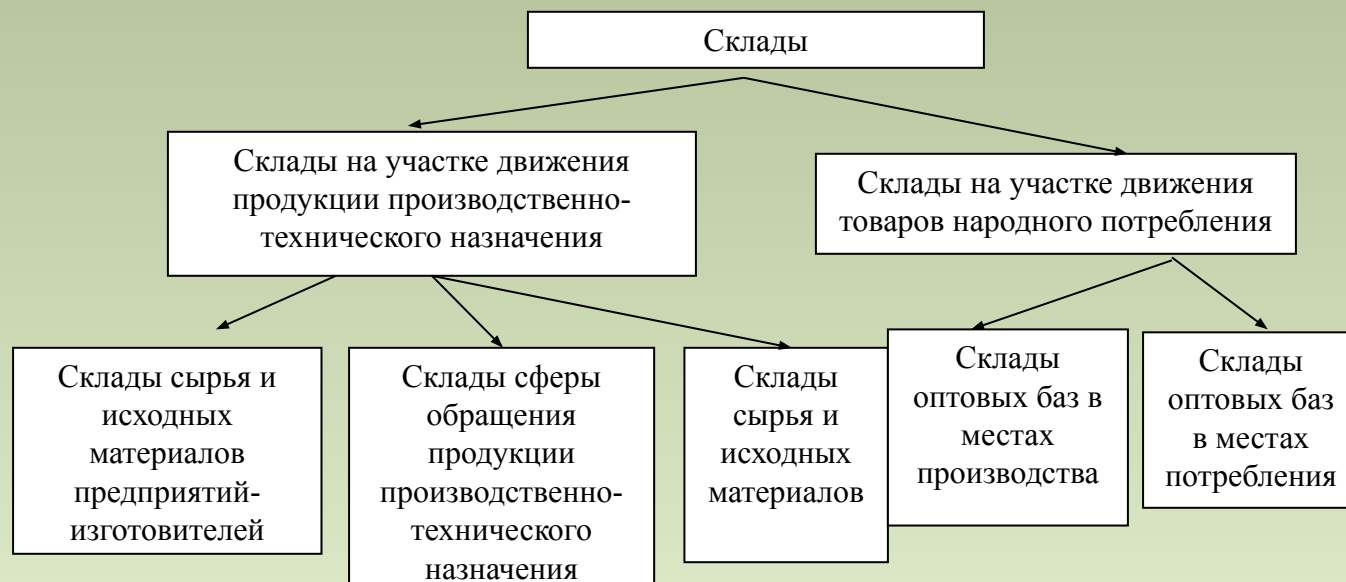 Склады
Склады на участке движения
продукции производственно-
технического назначения
Склады на участке движения
товаров народного потребления
Склады сырья и
исходных
материалов
предприятий-
изготовителей
Склады сферы
обращения
продукции
производственно-
технического
назначения
Склады
сырья и
исходных
материалов
Склады
оптовых баз в
местах
производства
Склады
оптовых баз
в местах
потребления